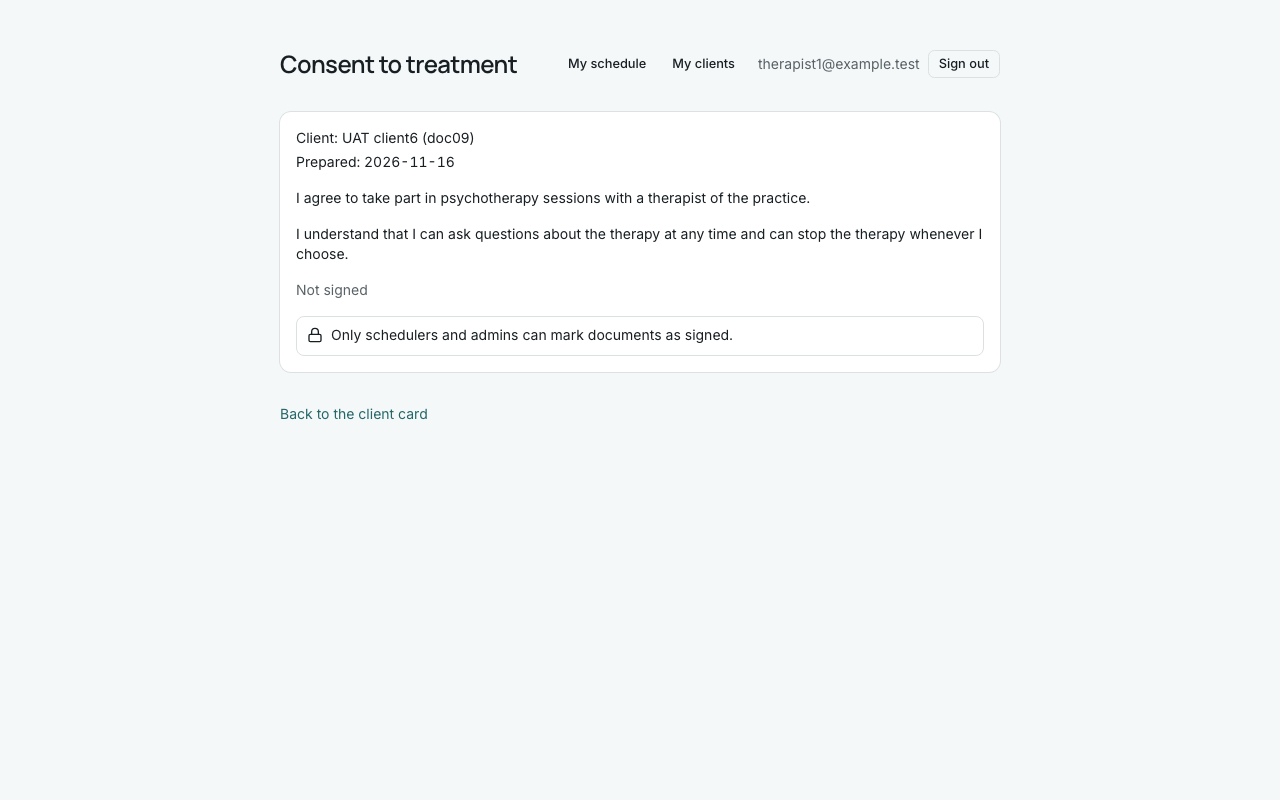 Consent to treatment
My schedule
My clients
therapist1@example.test
Sign out
Client: UAT client6 (doc09)
Prepared: 2026-11-16
I agree to take part in psychotherapy sessions with a therapist of the practice.
I understand that I can ask questions about the therapy at any time and can stop the therapy whenever I
choose.
Not signed
Only schedulers and admins can mark documents as signed.
Back to the client card